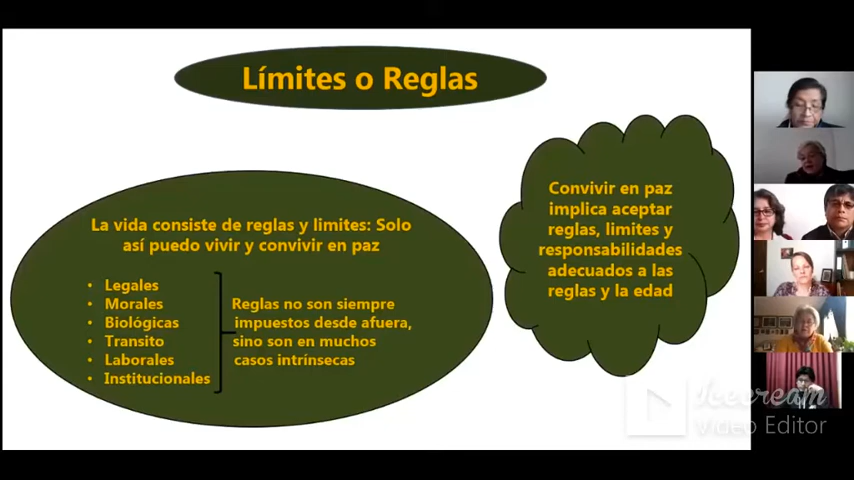 Límites o Reglas
La vida consiste de reglas y limites: Solo
así puedo vivir y convivir en paz
• Legales
• Morales
• Biológicas
• Transito
• Laborales
• Institucionales
Reglas no son siempre
impuestos desde afuera,
sino son en muchos
casos intrínsecas
Convivir en paz
implica aceptar
reglas, limites y
responsabilidades
adecuados a las
reglas y la edad
Icecream
Video Editor